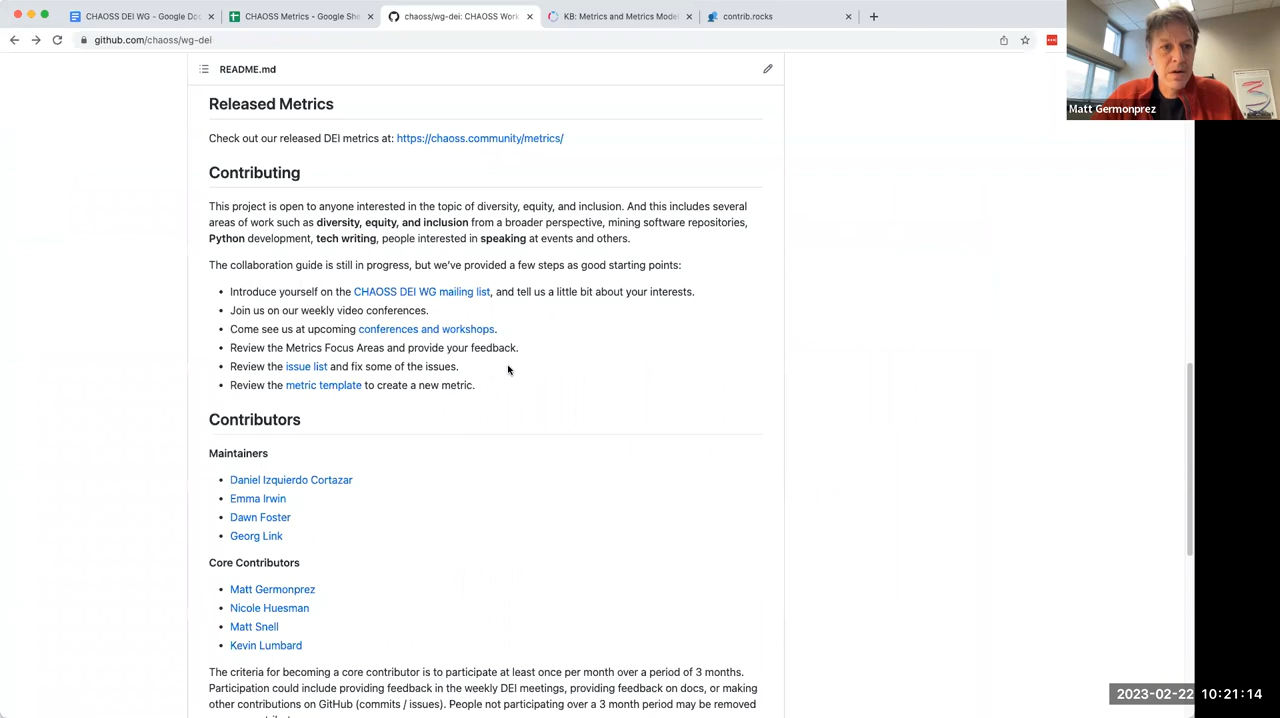 CHAOSS DEI WG - Google Doc
CHAOSS Metrics - Google She
chaoss/wg-dei: CHAOSS Work
KB: Metrics and Metrics Model
contrib.rocks
github.com/chaoss/wg-dei
Matt Germonprez
README.md
Released Metrics
Check out our released DEI metrics at: https://chaoss.community/metrics/
Contributing
This project is open to anyone interested in the topic of diversity, equity, and inclusion. And this includes several
areas of work such as diversity, equity, and inclusion from a broader perspective, mining software repositories,
Python development, tech writing, people interested in speaking at events and others.
The collaboration guide is still in progress, but we've provided a few steps as good starting points:
• Introduce yourself on the CHAOSS DEI WG mailing list, and tell us a little bit about your interests.
• Join us on our weekly video conferences.
• Come see us at upcoming conferences and workshops.
• Review the Metrics Focus Areas and provide your feedback.
• Review the issue list and fix some of the issues.
• Review the metric template to create a new metric.
Contributors
Maintainers
• Daniel Izquierdo Cortazar
• Emma Irwin
• Dawn Foster
• Georg Link
Core Contributors
• Matt Germonprez
• Nicole Huesman
• Matt Snell
• Kevin Lumbard
The criteria for becoming a core contributor is to participate at least once per month over a period of 3 months.
Participation could include providing feedback in the weekly DEI meetings, providing feedback on docs, or making
other contributions on GitHub (commits / issues). People not participating over a 3 month period may be removed
2023-02-22 10:21:14